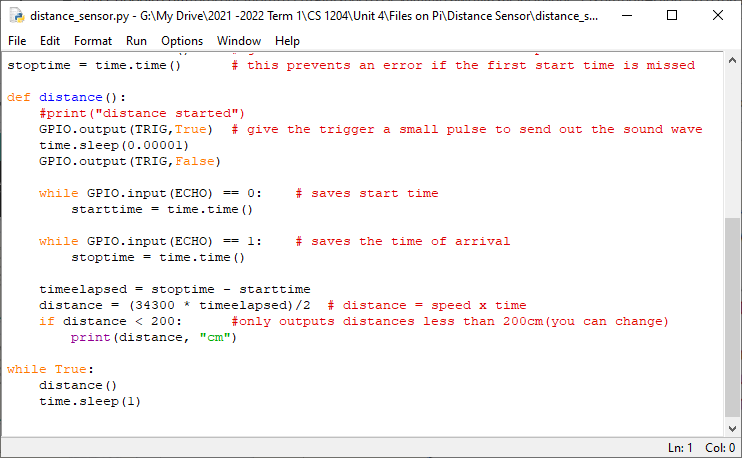 distance_sensor.py - G:\My Drive\2021 -2022 Term 1\CS 1204\Unit 4\Files on Pi\Distance Sensor\distance_s...
File Edit Format Run Options Window Help
stoptime = time.time()      # this prevents an error if the first start time is missed
def distance():
    #print("distance started")
    GPIO.output(TRIG,True)  # give the trigger a small pulse to send out the sound wave
    time.sleep(0.00001)
    GPIO.output(TRIG,False)
    while GPIO.input(ECHO) == 0:    # saves start time
        starttime = time.time()
    while GPIO.input(ECHO) == 1:    # saves the time of arrival
        stoptime = time.time()
    timeelapsed = stoptime - starttime
    distance = (34300 * timeelapsed)/2  # distance = speed x time
    if distance < 200:      #only outputs distances less than 200cm(you can change)
        print(distance, "cm")
while True:
    distance()
    time.sleep(1)
Ln: 1 Col: 0